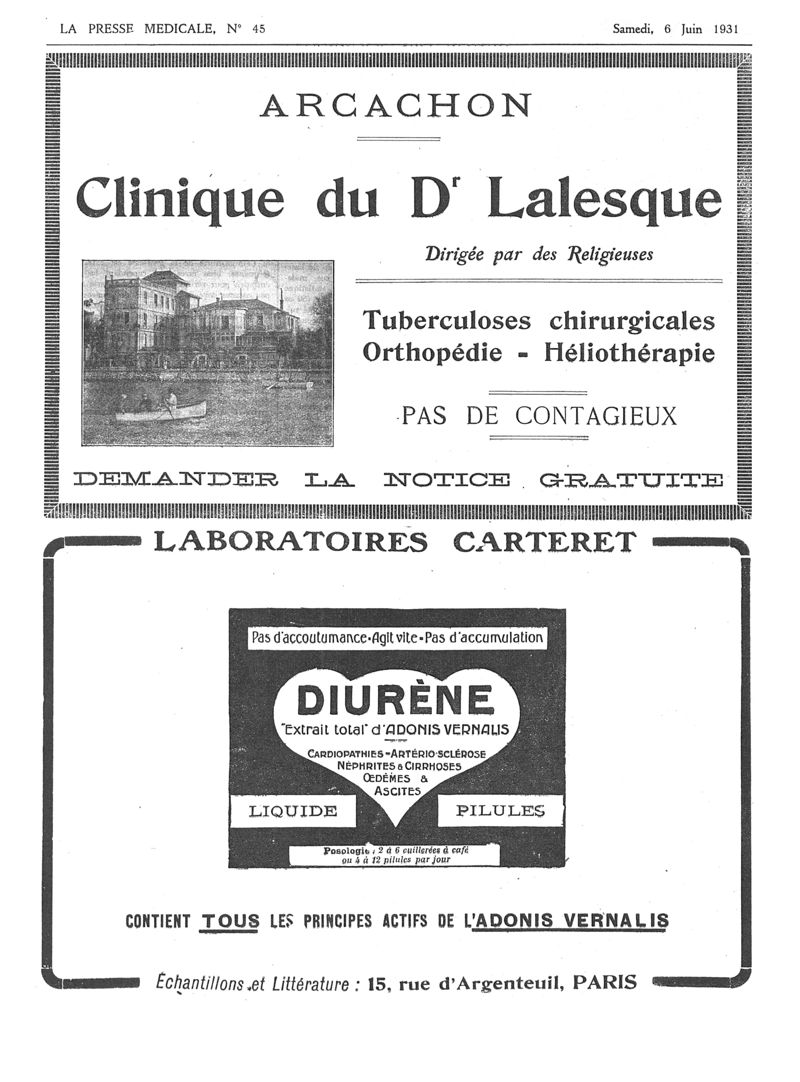 LA PRESSE MEDICALE, N° 45
Samedi, 6 Juin 1931
ARCACHON
Clinique du Dr Lalesque
Dirigée par des Religieuses
Tuberculoses chirurgicales
Orthopédie - Héliothérapie
PAS DE CONTAGIEUX
DEMANDER LA NOTICE GRATUITE
LABORATOIRES CARTERET
Pas d'accoutumance-Agit vite-Pas d'accumulation
DIURÈNE
"Extrait total" d'ADONIS VERNALIS
CARDIOPATHIES-ARTÉRIO-SCLÉROSE
NÉPHRITES & CIRRHOSES
ŒDÈMES &
ASCITES
LIQUIDE
PILULES
Posologie : 2 à 6 cuillerées à café
ou 4 à 12 pilules par jour
CONTIENT TOUS LES PRINCIPES ACTIFS DE L'ADONIS VERNALIS
Échantillons et Littérature : 15, rue d'Argenteuil, PARIS